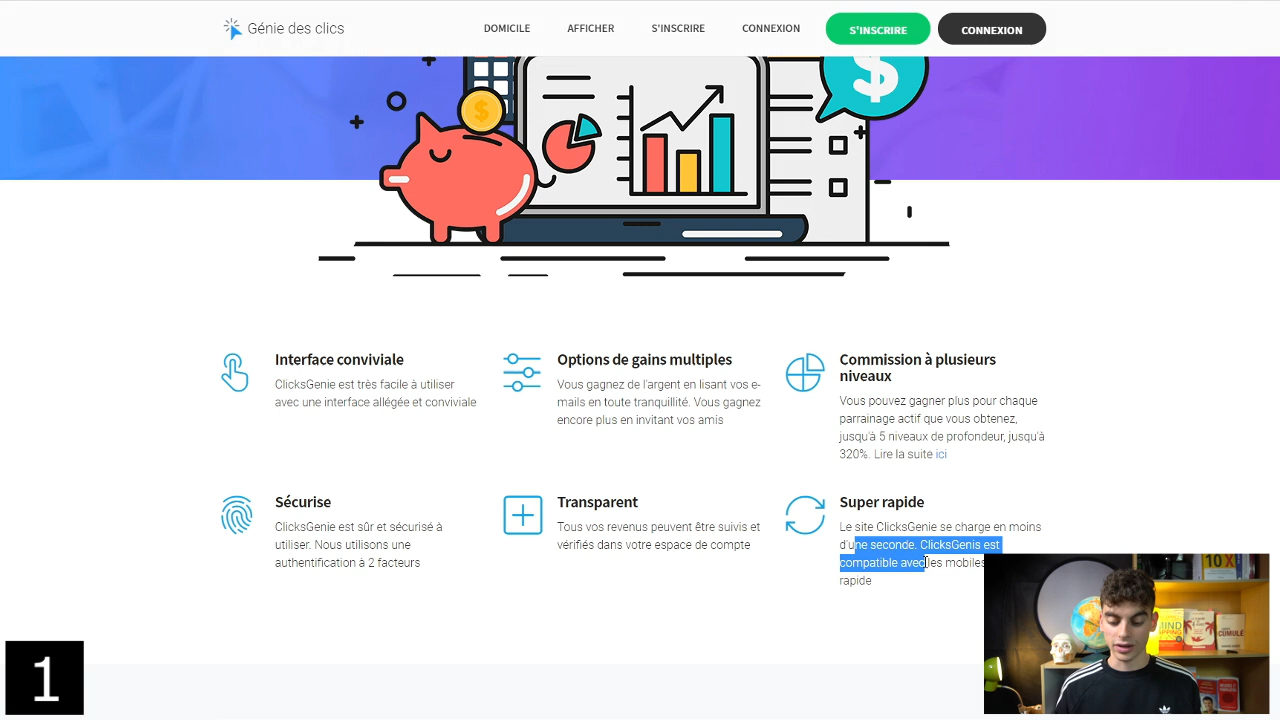 Génie des clics
DOMICILE
AFFICHER
S'INSCRIRE
CONNEXION
S'INSCRIRE
CONNEXION
$
$
Interface conviviale
ClicksGenie est très facile à utiliser
avec une interface allégée et conviviale
Options de gains multiples
Vous gagnez de l'argent en lisant vos e-
mails en toute tranquillité. Vous gagnez
encore plus en invitant vos amis
Commission à plusieurs
niveaux
Vous pouvez gagner plus pour chaque
parrainage actif que vous obtenez,
jusqu'à 5 niveaux de profondeur, jusqu'à
320%. Lire la suite ici
Sécurise
ClicksGenie est sûr et sécurisé à
utiliser. Nous utilisons une
authentification à 2 facteurs
Transparent
Tous vos revenus peuvent être suivis et
vérifiés dans votre espace de compte
Super rapide
Le site ClicksGenie se charge en moins
d'une seconde. ClicksGenis est
compatible avec les mobiles
rapide
1
10X
MIND
MAPPING
CUMULÉ